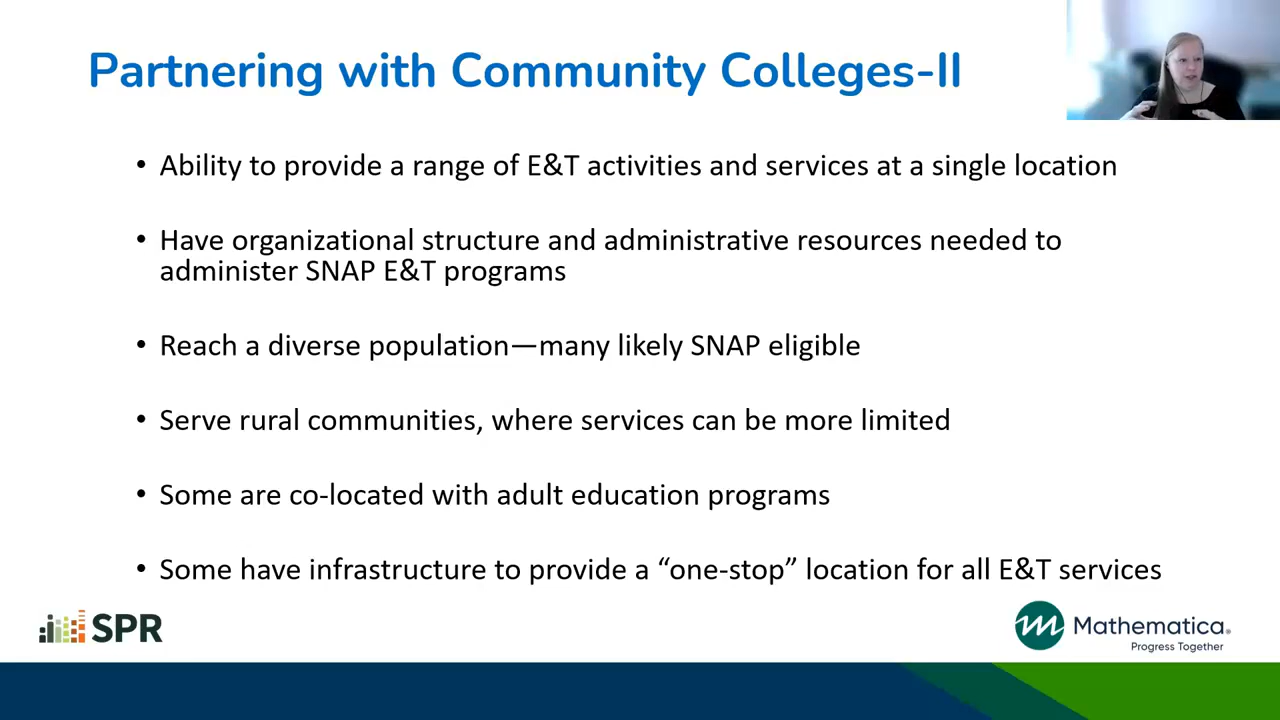 Partnering with Community Colleges-II
• Ability to provide a range of E&T activities and services at a single location
• Have organizational structure and administrative resources needed to
administer SNAP E&T programs
• Reach a diverse population—many likely SNAP eligible
• Serve rural communities, where services can be more limited
• Some are co-located with adult education programs
• Some have infrastructure to provide a “one-stop” location for all E&T services
SPR
Mathematica®
Progress Together